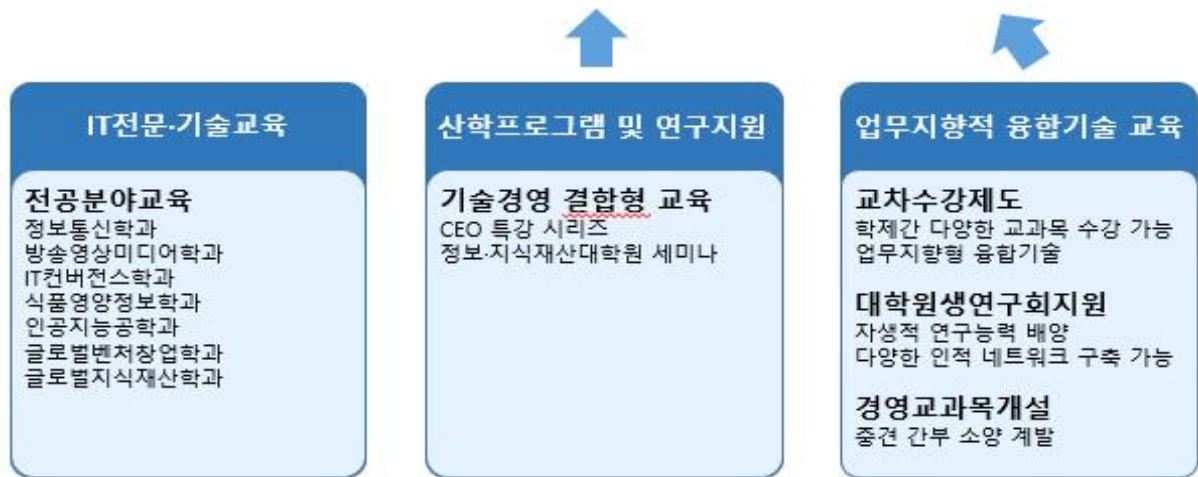 IT전문·기술교육
전공분야교육
정보통신학과
방송영상미디어학과
IT컨버전스학과
식품영양정보학과
인공지능공학과
글로벌벤처창업학과
글로벌지식재산학과
산학프로그램 및 연구지원
기술경영 결합형 교육
CEO 특강 시리즈
정보·지식재산대학원 세미나
업무지향적 융합기술 교육
교차수강제도
학제간 다양한 교과목 수강 가능
업무지향형 융합기술
대학원생연구회지원
자생적 연구능력 배양
다양한 인적 네트워크 구축 가능
경영교과목개설
중견 간부 소양 계발